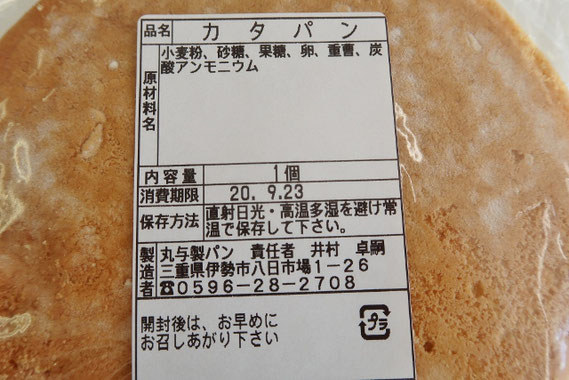 品名 カタパン
原材料名 小麦粉、砂糖、果糖、卵、重曹、炭
酸アンモニウム
内容量 1個
消費期限 20. 9.23
保存方法 直射日光・高温多湿を避け常
温で保存して下さい。
製造者 丸与製パン 責任者 井村 卓嗣
三重県伊勢市八日市場1-26
☎0596-28-2708
開封後は、お早めに
お召しあがり下さい
プラ